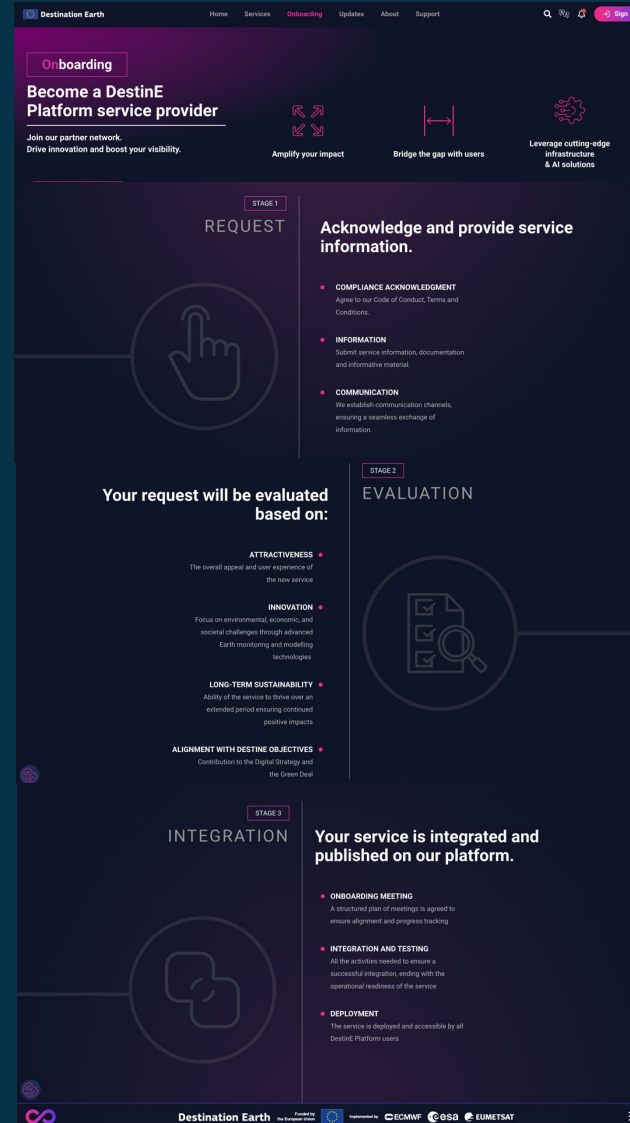 Destination Earth
Home Services Onboarding Updates About Support
Sign
Onboarding
Become a DestinE
Platform service provider
Join our partner network.
Drive innovation and boost your visibility.
Amplify your impact
Bridge the gap with users
Leverage cutting-edge
infrastructure
& AI solutions
STAGE 1
REQUEST
Acknowledge and provide service
information.
COMPLIANCE ACKNOWLEDGMENT
Agree to our Code of Conduct, Terms and
Conditions.
INFORMATION
Submit service information, documentation
and informative material.
COMMUNICATION
We establish communication channels,
ensuring a seamless exchange of
information.
STAGE 2
EVALUATION
Your request will be evaluated
based on:
ATTRACTIVENESS
The overall appeal and user experience of
the new service
INNOVATION
Focus on environmental, economic, and
societal challenges through advanced
Earth monitoring and modelling
technologies
LONG-TERM SUSTAINABILITY
Ability of the service to thrive over an
extended period ensuring continued
positive impacts
ALIGNMENT WITH DESTINE OBJECTIVES
Contribution to the Digital Strategy and
the Green Deal
STAGE 3
INTEGRATION
Your service is integrated and
published on our platform.
ONBOARDING MEETING
A structured plan of meetings is agreed to
ensure alignment and progress tracking
INTEGRATION AND TESTING
All the activities needed to ensure a
successful integration, ending with the
operational readiness of the service
DEPLOYMENT
The service is deployed and accessible by all
DestinE Platform users
Destination Earth
Funded by
the European Union
implemented by
ECMWF esa EUMETSAT